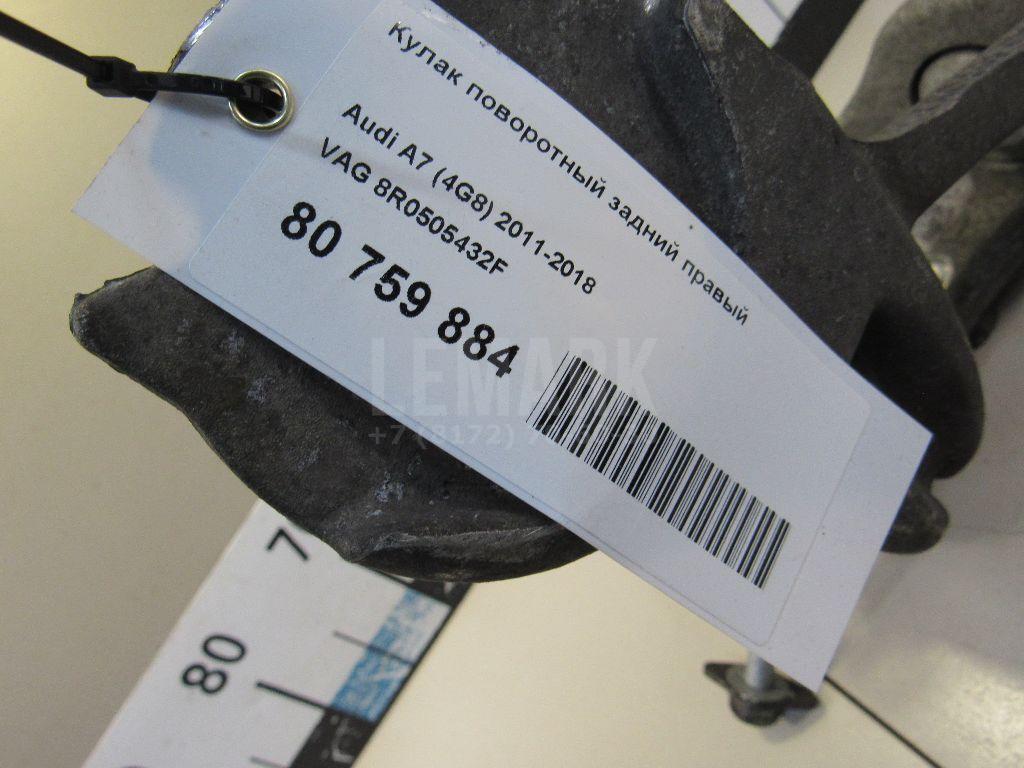 Кулак поворотный задний правый
Audi A7 (4G8) 2011-2018
VAG 8R0505432F
80 759 884
LEMARK
7
80